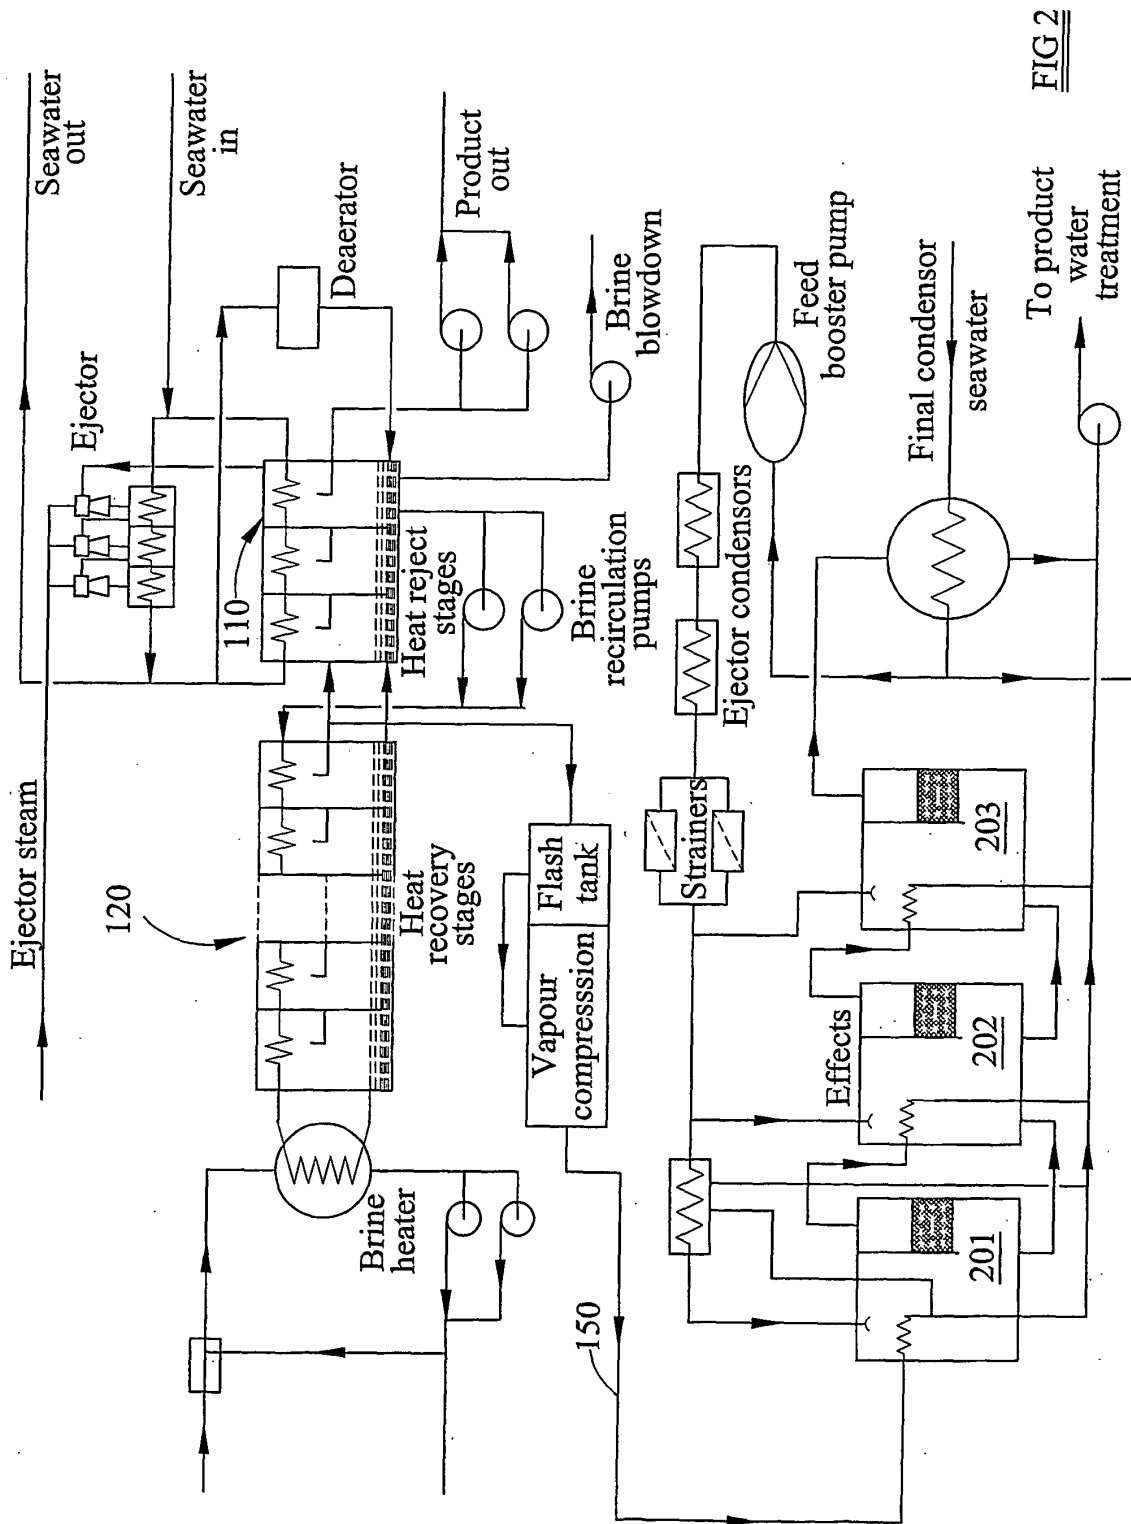 Ejector steam
Seawater
out
Seawater
in
Ejector
120
110
Deaerator
Product
out
Brine
heater
Heat
recovery
stages
Heat reject
stages
Brine
blowdown
Brine
recirculation
pumps
Vapour
compresssion
Flash
tank
150
Strainers
Ejector condensors
Feed
booster pump
Effects
201
202
203
Final condensor
seawater
To product
water
treatment
FIG 2